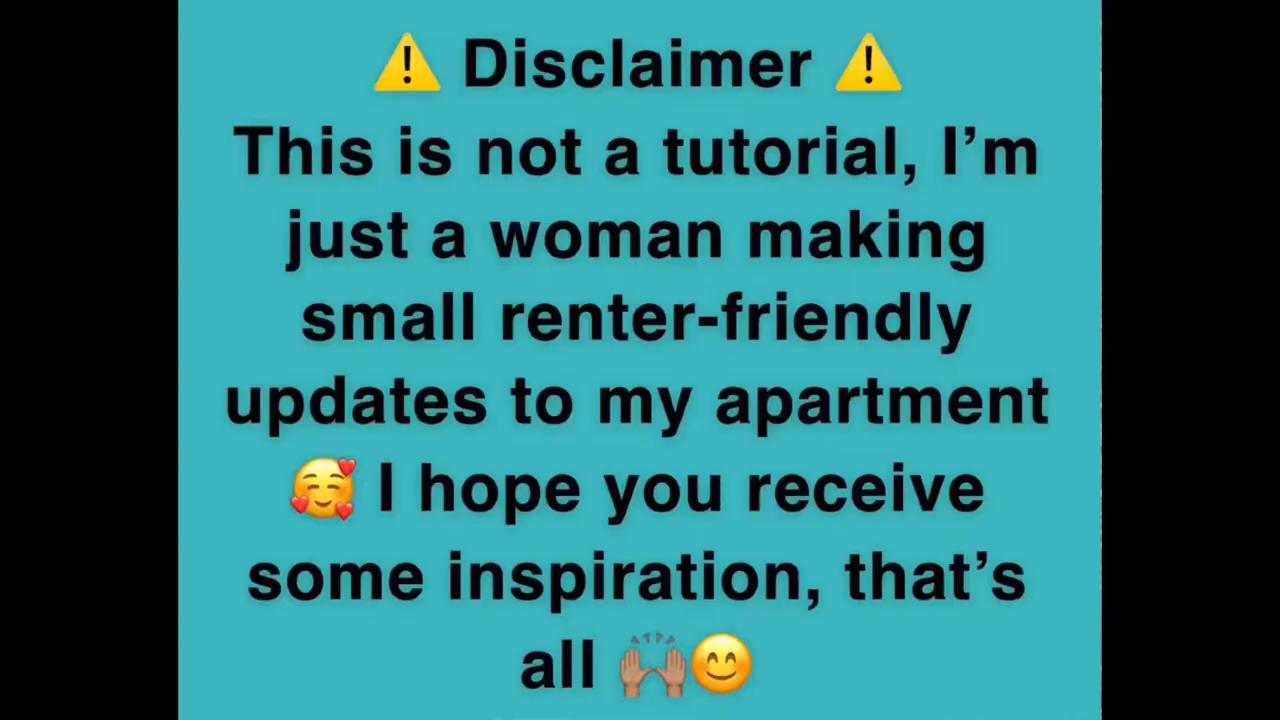 ⚠️ Disclaimer ⚠️
This is not a tutorial, I’m
just a woman making
small renter-friendly
updates to my apartment
🥰 I hope you receive
some inspiration, that’s
all 🙌🏽😊